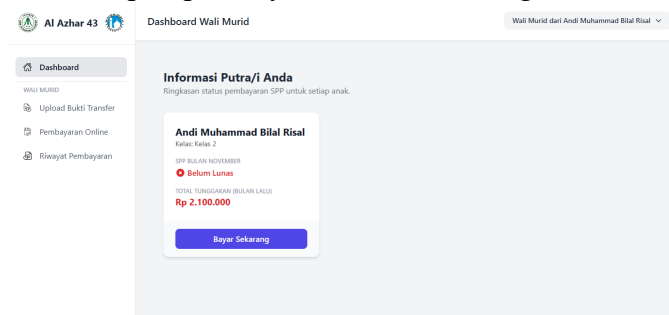 Al Azhar 43
Dashboard Wali Murid
Wali Murid dari Andi Muhammad Bilal Risal
Dashboard
WALI MURID
Upload Bukti Transfer
Pembayaran Online
Riwayat Pembayaran
Informasi Putra/i Anda
Ringkasan status pembayaran SPP untuk setiap anak.
Andi Muhammad Bilal Risal
Kelas: Kelas 2
SPP BULAN NOVEMBER
Belum Lunas
TOTAL TUNGGAKAN (BULAN LALU)
Rp 2.100.000
Bayar Sekarang